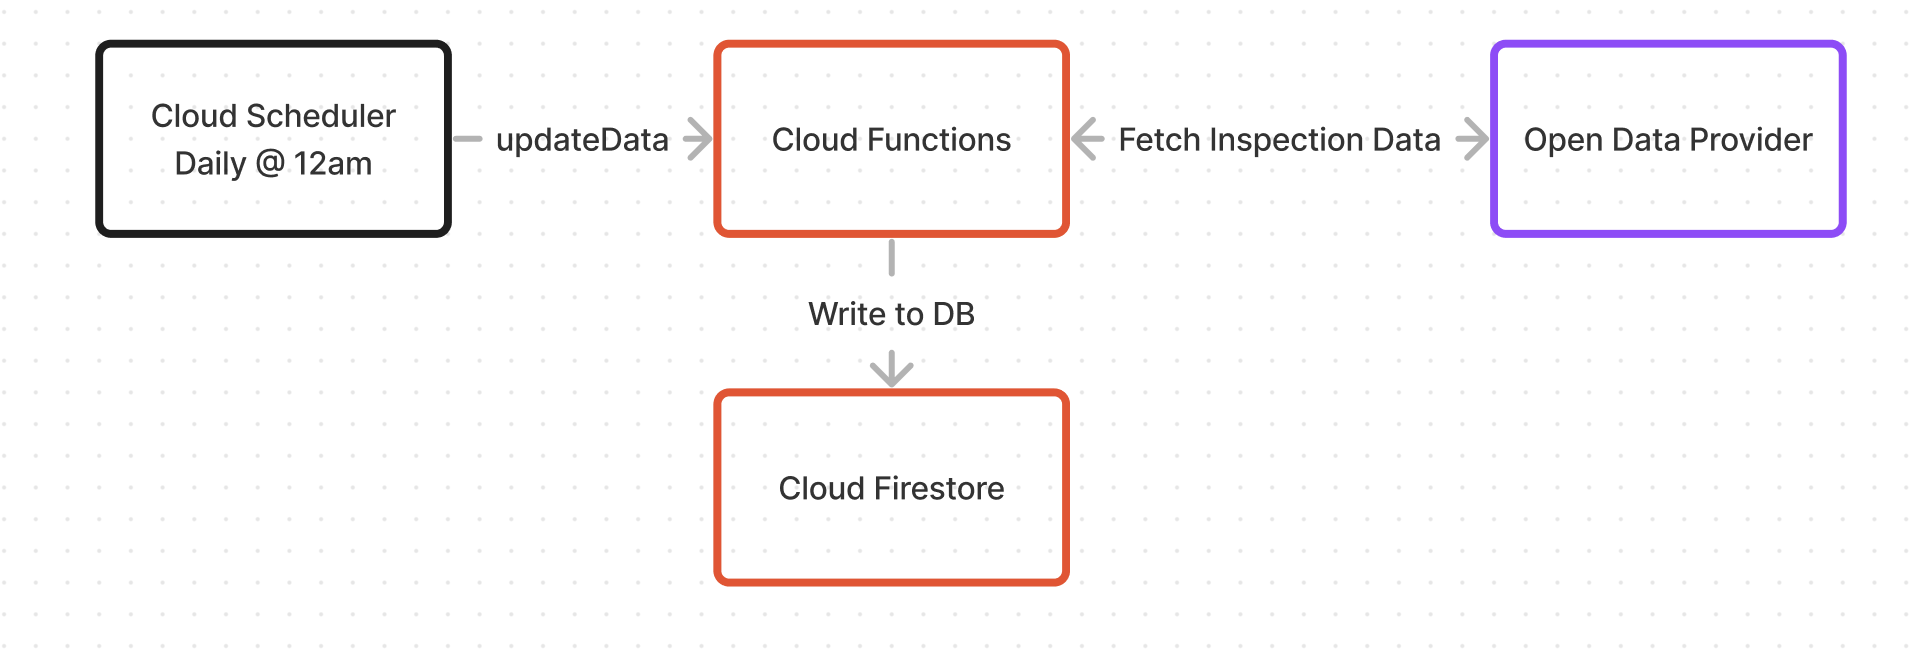 Cloud Scheduler
Daily @ 12am
updateData
Cloud Functions
Fetch Inspection Data
Open Data Provider
Write to DB
Cloud Firestore